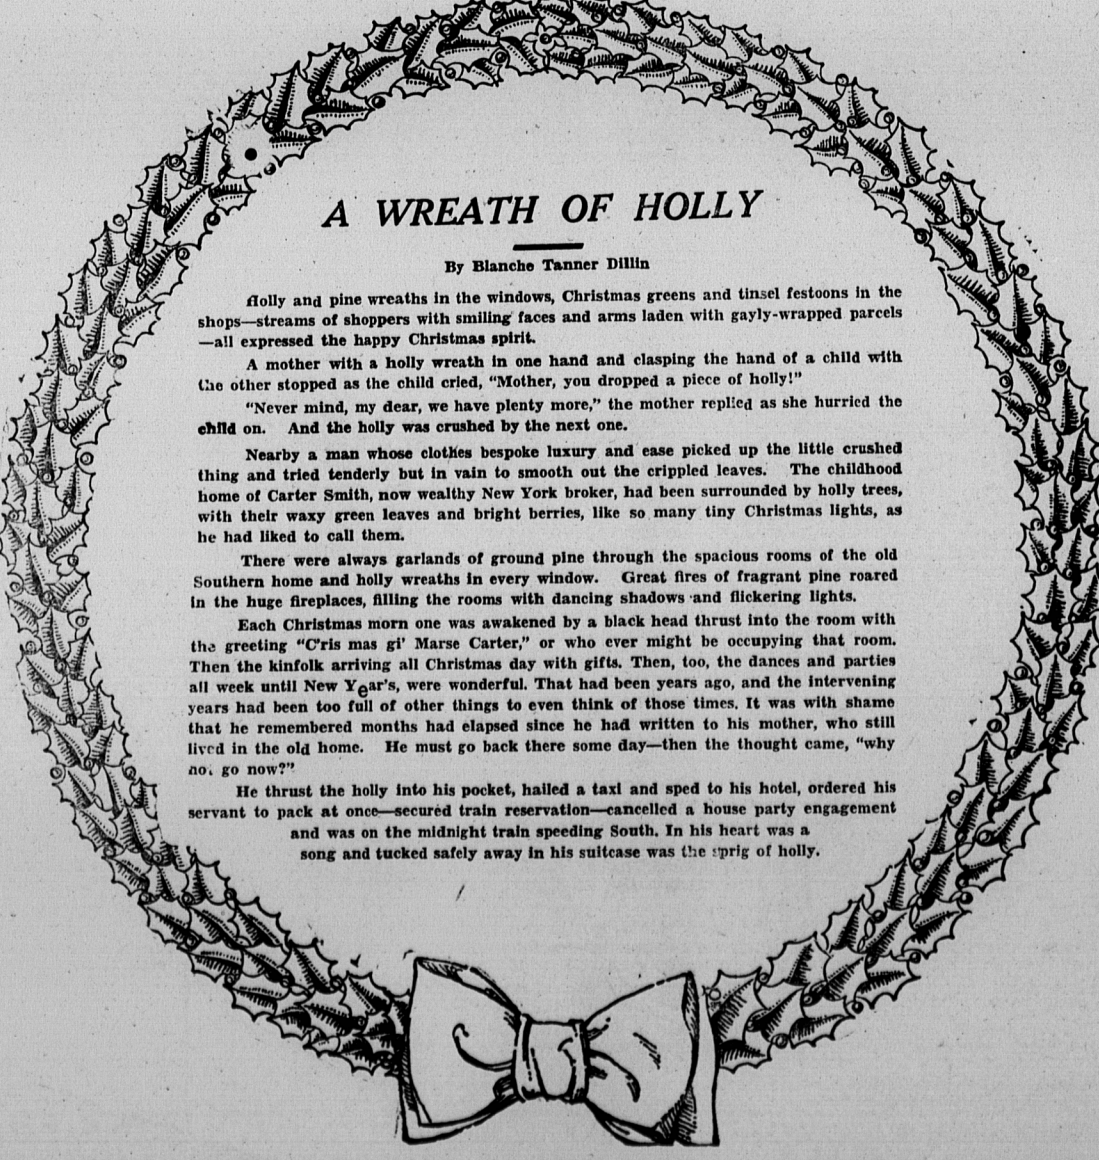 A WREATH OF HOLLY
By Blanche Tanner Dillin
Holly and pine wreaths in the windows, Christmas greens and tinsel festoons in the
shops—streams of shoppers with smiling faces and arms laden with gayly-wrapped parcels
—all expressed the happy Christmas spirit.
A mother with a holly wreath in one hand and clasping the hand of a child with
the other stopped as the child cried, "Mother, you dropped a piece of holly!"
"Never mind, my dear, we have plenty more," the mother replied as she hurried the
child on. And the holly was crushed by the next one.
Nearby a man whose clothes bespoke luxury and ease picked up the little crushed
thing and tried tenderly but in vain to smooth out the crippled leaves. The childhood
home of Carter Smith, now wealthy New York broker, had been surrounded by holly trees,
with their waxy green leaves and bright berries, like so many tiny Christmas lights, as
he had liked to call them.
There were always garlands of ground pine through the spacious rooms of the old
Southern home and holly wreaths in every window. Great fires of fragrant pine roared
in the huge fireplaces, filling the rooms with dancing shadows and flickering lights.
Each Christmas morn one was awakened by a black head thrust into the room with
the greeting "C'ris mas gi' Marse Carter," or who ever might be occupying that room.
Then the kinfolk arriving all Christmas day with gifts. Then, too, the dances and parties
all week until New Year's, were wonderful. That had been years ago, and the intervening
years had been too full of other things to even think of those times. It was with shame
that he remembered months had elapsed since he had written to his mother, who still
lived in the old home. He must go back there some day—then the thought came, "why
not go now?"
He thrust the holly into his pocket, hailed a taxi and sped to his hotel, ordered his
servant to pack at once—secured train reservation—cancelled a house party engagement
and was on the midnight train speeding South. In his heart was a
song and tucked safely away in his suitcase was the sprig of holly.